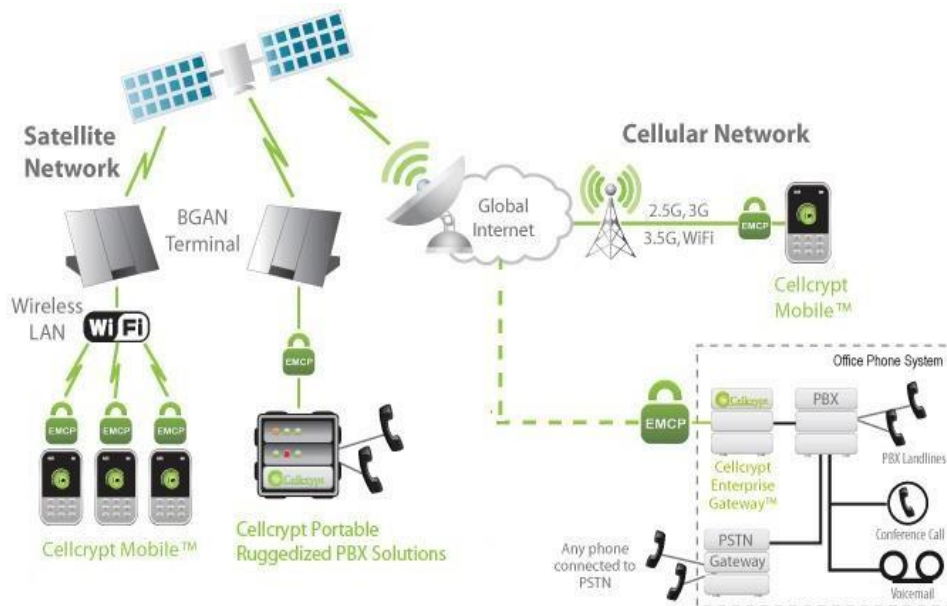 Satellite
Network
Cellular Network
BGAN
Terminal
Global
Internet
2.5G, 3G
3.5G, WiFi
EMCP
Cellcrypt
Mobile™
Wireless
LAN
Wi Fi
EMCP
EMCP
EMCP
EMCP
Cellcrypt Mobile™
Cellcrypt
Cellcrypt Portable
Ruggedized PBX Solutions
Office Phone System
EMCP
Cellcrypt
PBX
Cellcrypt
Enterprise
Gateway™
PBX Landlines
Conference Call
Voicemail
PSTN
Gateway
Any phone
connected to
PSTN